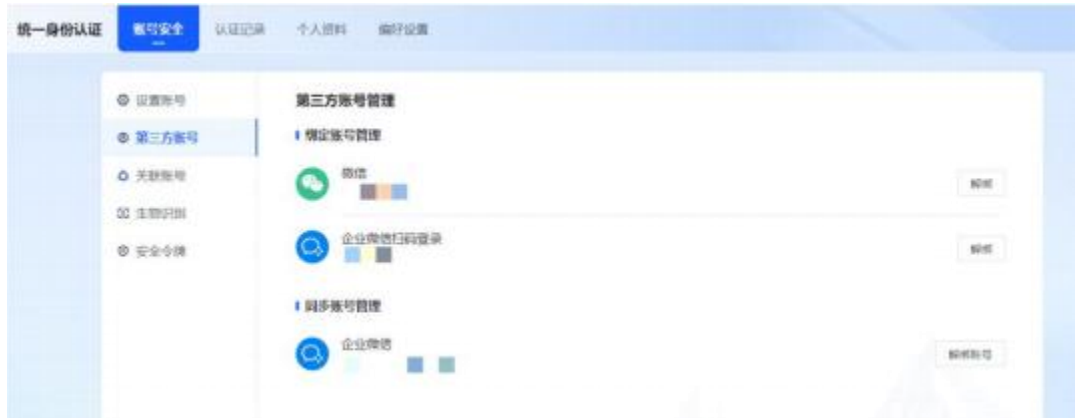 统一身份认证 账号安全 认证记录 个人资料 偏好设置
设置账号
第三方账号
关联账号
生物识别
安全令牌
第三方账号管理
绑定账号管理
微信
解绑
企业微信扫码登录
解绑
同步账号管理
企业微信
解绑账号